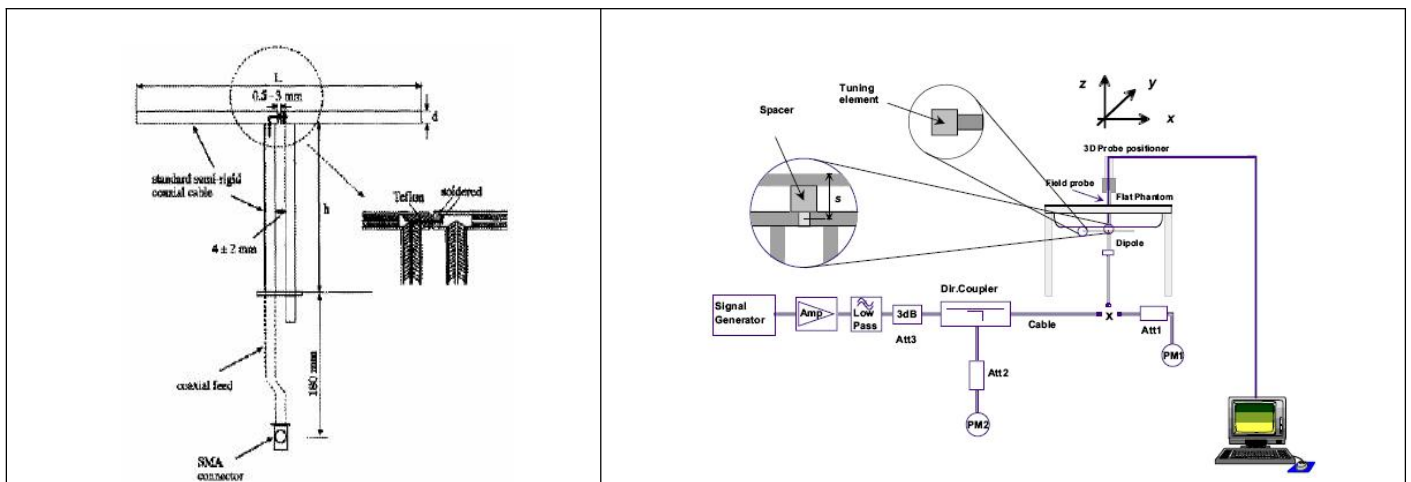 L
0.5-3 mm
d
standard semi-rigid
coaxial cable
h
Teflon
soldered
4 ± 2 mm
coaxial feed
180 mm
SMA
connector
Tuning
element
Spacer
s
z
y
x
3D Probe positioner
Field probe
Flat Phantom
Dipole
Dir.Coupler
Signal
Generator
Amp
Low
Pass
3dB
Att3
Cable
x
Att1
PM1
Att2
PM2